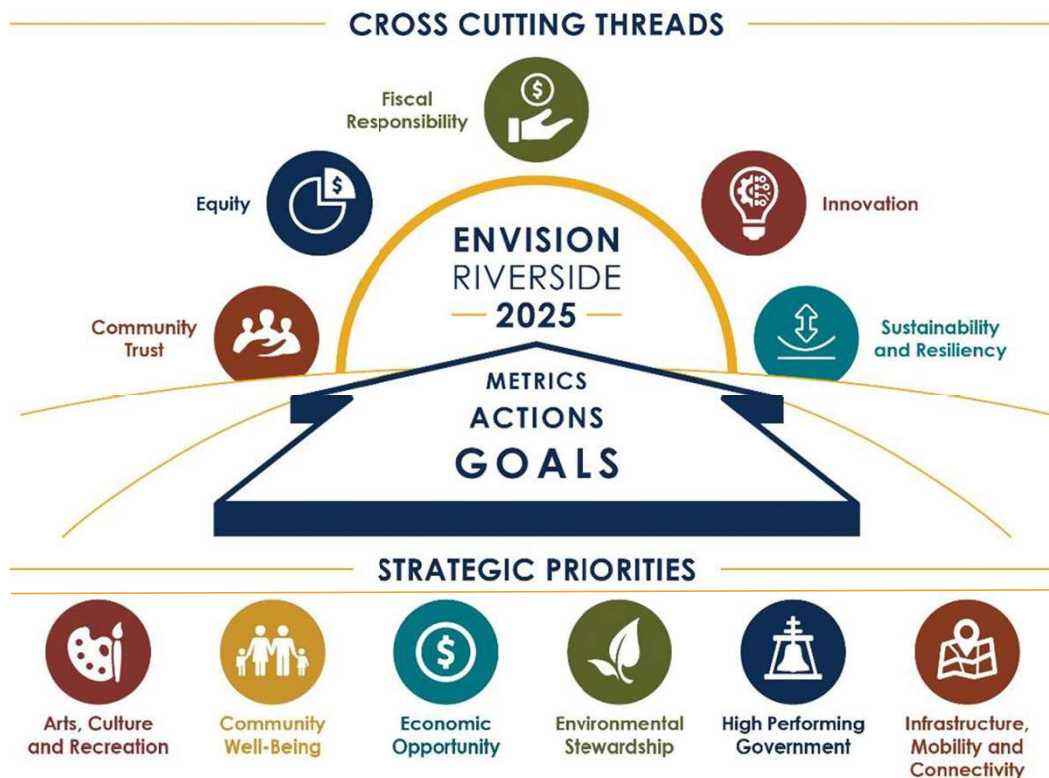 CROSS CUTTING THREADS
Fiscal
Responsibility
$
Equity
$
Innovation
ENVISION
RIVERSIDE
2025
Community
Trust
Sustainability
and Resiliency
METRICS
ACTIONS
GOALS
STRATEGIC PRIORITIES
$
Arts, Culture
and Recreation
Community
Well-Being
Economic
Opportunity
Environmental
Stewardship
High Performing
Government
Infrastructure,
Mobility and
Connectivity